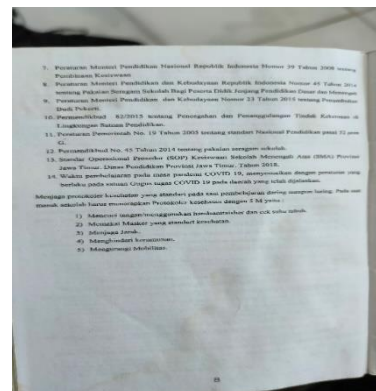 7. Peraturan Menteri Pendidikan Nasional Republik Indonesia Nomor 39 Tahun 2008 tentang
Pembinaan Kesiswaan
8. Peraturan Menteri Pendidikan dan Kebudayaan Republik Indonesia Nomor 45 Tahun 2014
tentang Pakaian Seragam Sekolah Bagi Peserta Didik Jenjang Pendidikan Dasar dan Menengah
9. Peraturan Menteri Pendidikan dan Kebudayaan Nomor 23 Tahun 2015 tentang Penumbuhan
Budi Pekerti.
10. Permendikbud 82/2015 tentang Pencegahan dan Penanggulangan Tindak Kekerasan di
Lingkungan Satuan Pendidikan.
11. Peraturan Pemerintah No. 19 Tahun 2005 tentang standart Nasional Pendidikan pasal 52 point
G.
12. Permendikbud No. 45 Tahun 2014 tentang pakaian seragam sekolah.
13. Standar Operasional Prosedur (SOP) Kesiswaan Sekolah Menengah Atas (SMA) Provinsi
Jawa Timur. Dinas Pendidikan Provinsi Jawa Timur. Tahun 2018.
14. Waktu pembelajaran pada masa pandemi COVID 19, menyesuaikan dengan peraturan yang
berlaku pada satuan Gugus tugas COVID 19 pada daerah yang telah dijelaskan.
Menjaga protokoler kesehatan yang standart pada saat pembelajaran daring maupun luring. Pada saat
masuk sekolah harus menerapkan Protokoler kesehatan dengan 5 M yaitu :
1) Mencuci tangan/menggunakan handsanitaizer dan cek suhu tubuh.
2) Memakai Masker yang standart kesehatan.
3) Menjaga Jarak.
4) Menghindari kerumunan.
5) Mengurangi Mobilitas.